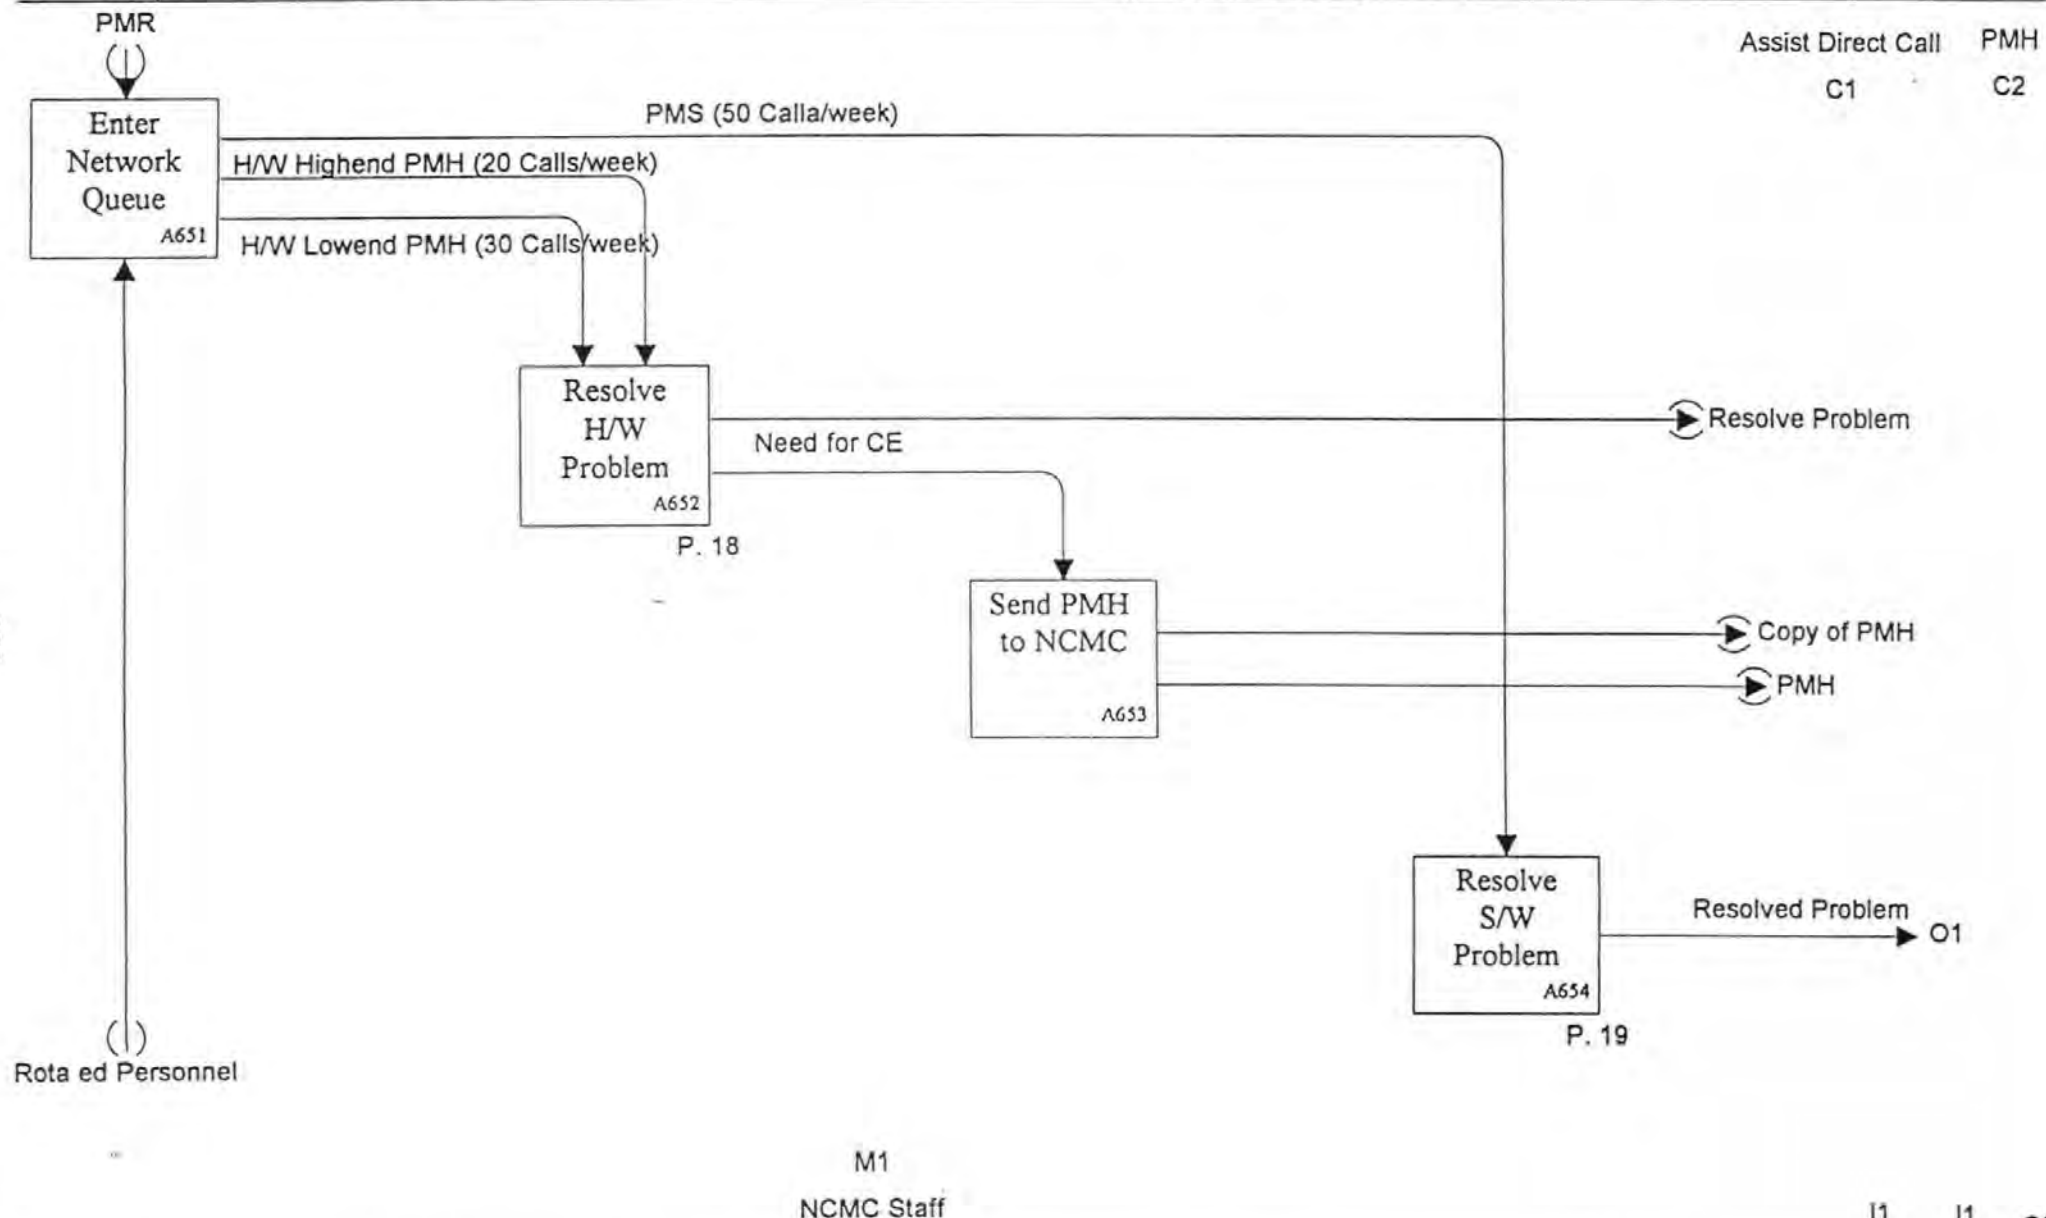 PMR
Assist Direct Call PMH
C1 C2
Enter
Network
Queue
A651
PMS (50 Calla/week)
H/W Highend PMH (20 Calls/week)
H/W Lowend PMH (30 Calls/week)
Resolve
H/W
Problem
A652
P. 18
Resolve Problem
Need for CE
Send PMH
to NCMC
A653
Copy of PMH
PMH
Resolve
S/W
Problem
A654
P. 19
Resolved Problem
O1
Rota ed Personnel
M1
NCMC Staff